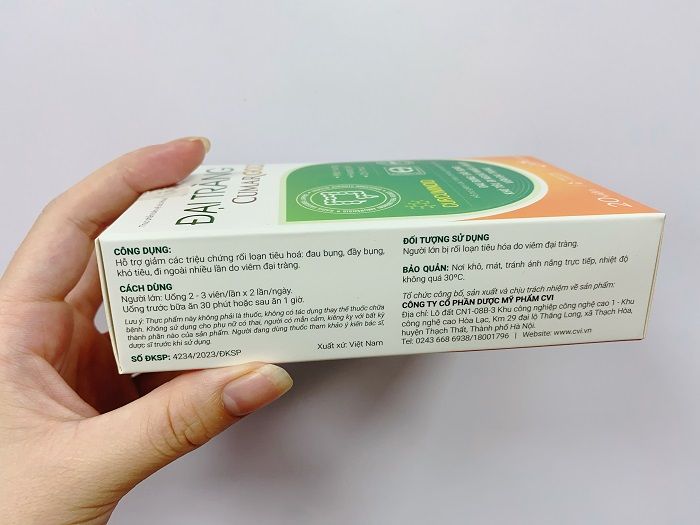 ĐẠI TRÀNG
CUMAR
CURCUMINOID
CÔNG DỤNG:
Hỗ trợ giảm các triệu chứng rối loạn tiêu hoá: đau bụng, đầy bụng,
khó tiêu, đi ngoài nhiều lần do viêm đại tràng.
CÁCH DÙNG
Người lớn: Uống 2 - 3 viên/lần x 2 lần/ngày.
Uống trước bữa ăn 30 phút hoặc sau ăn 1 giờ.
Lưu ý: Thực phẩm này không phải là thuốc, không có tác dụng thay thế thuốc chữa
bệnh. Không sử dụng cho phụ nữ có thai, người có mẫn cảm, kiêng kỵ với bất kỳ
thành phần nào của sản phẩm. Người đang dùng thuốc tham khảo ý kiến bác sĩ,
dược sĩ trước khi sử dụng.
SỐ ĐKSP: 4234/2023/ĐKSP
Xuất xứ: Việt Nam
ĐỐI TƯỢNG SỬ DỤNG
Người lớn bị rối loạn tiêu hóa do viêm đại tràng.
BẢO QUẢN: Nơi khô, mát, tránh ánh nắng trực tiếp, nhiệt độ
không quá 30ºC.
Tổ chức công bố, sản xuất và chịu trách nhiệm về sản phẩm:
CÔNG TY CỔ PHẦN DƯỢC MỸ PHẨM CVI
Địa chỉ: Lô đất CN1-08B-3 Khu công nghiệp công nghệ cao 1 - Khu
công nghệ cao Hòa Lạc, Km 29 đại lộ Thăng Long, xã Thạch Hòa,
huyện Thạch Thất, Thành phố Hà Nội.
Tel: 0243 668 6938/18001796 | Website: www.cvi.vn